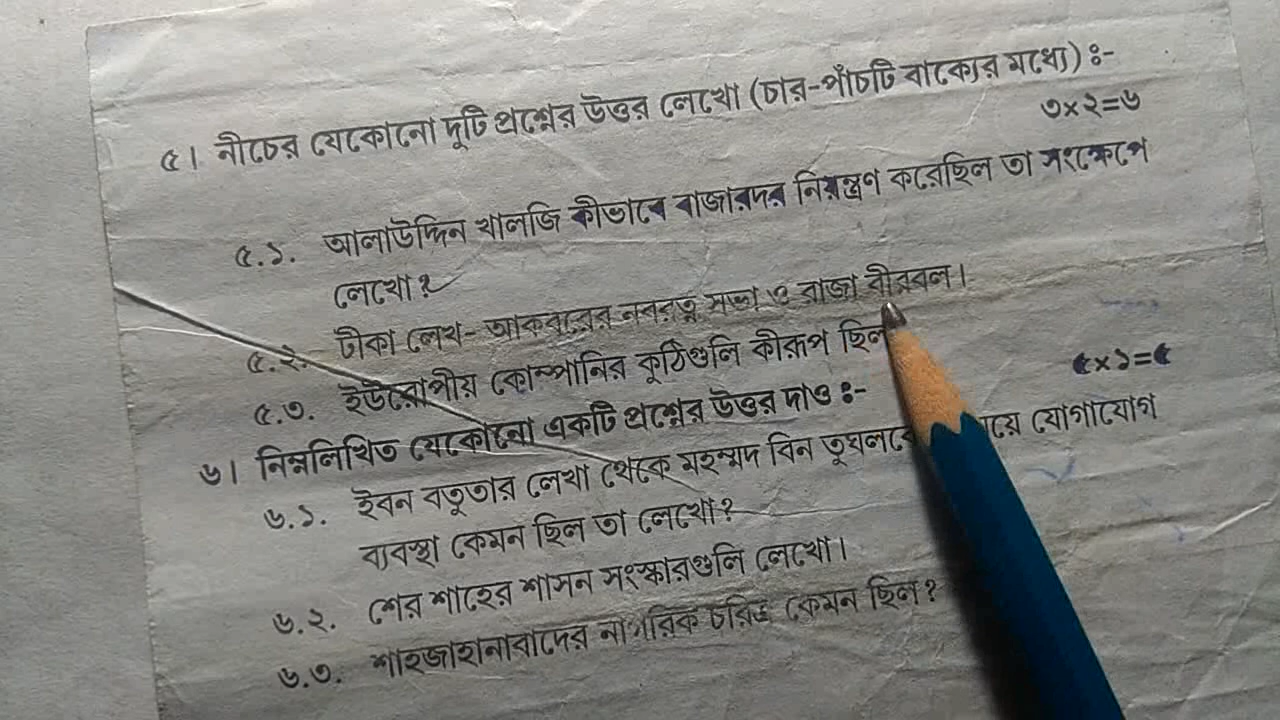 ৫। নীচের যেকোনো দুটি প্রশ্নের উত্তর লেখো (চার-পাঁচটি বাক্যের মধ্যে) ঃ-
৩×২=৬
৫.১. আলাউদ্দিন খালজি কীভাবে বাজারদর নিয়ন্ত্রণ করেছিল তা সংক্ষেপে
লেখো?
৫.২. টীকা লেখ- আকবরের নবরত্ন সভা ও রাজা বীরবল।
৫.৩. ইউরোপীয় কোম্পানির কুঠিগুলি কীরূপ ছিল
৬। নিম্নলিখিত যেকোনো একটি প্রশ্নের উত্তর দাও ঃ-
৫×১=৫
৬.১. ইবন বতুতার লেখা থেকে মহম্মদ বিন যোগাযোগ
ব্যবস্থা কেমন ছিল তা লেখো?
৬.২. শের শাহের শাসন সংস্কারগুলি লেখো।
৬.৩. শাহজাহানাবাদের নাগরিক চরিত্র কেমন ছিল?